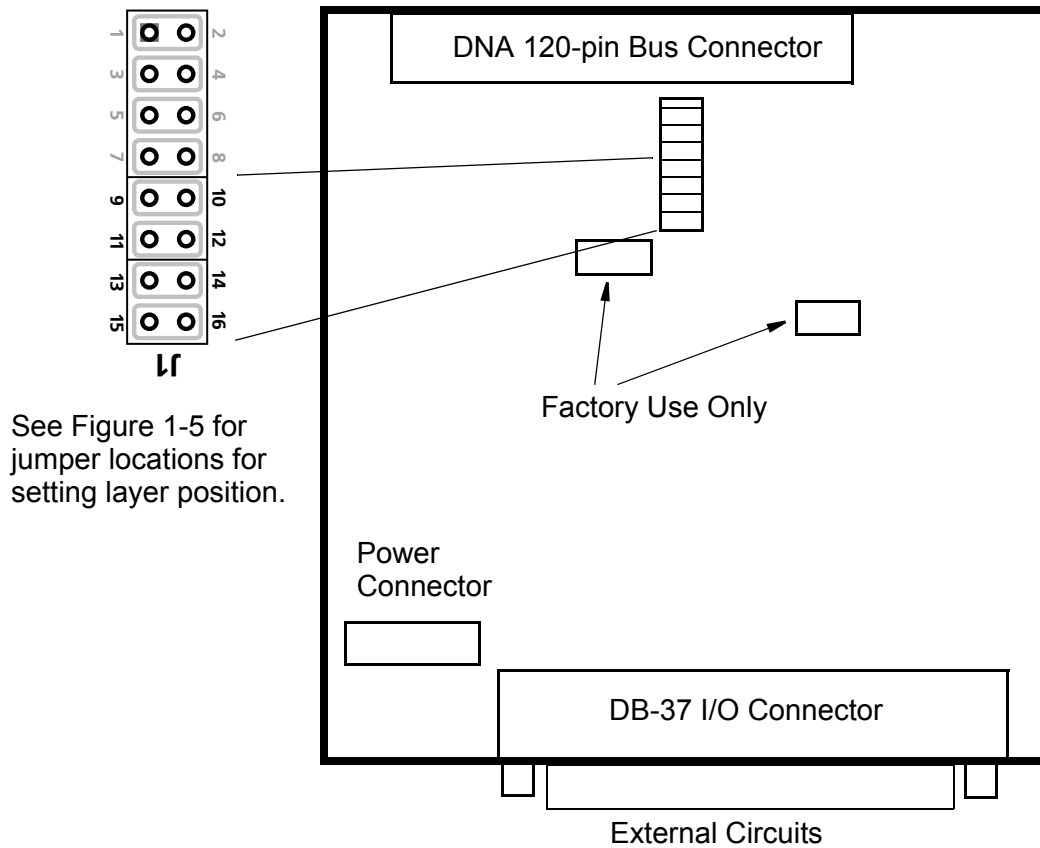 DNA 120-pin Bus Connector
1 2
3 4
5 6
7 8
9 10
11 12
13 14
15 16
J1
See Figure 1-5 for
jumper locations for
setting layer position.
Factory Use Only
Power
Connector
DB-37 I/O Connector
External Circuits